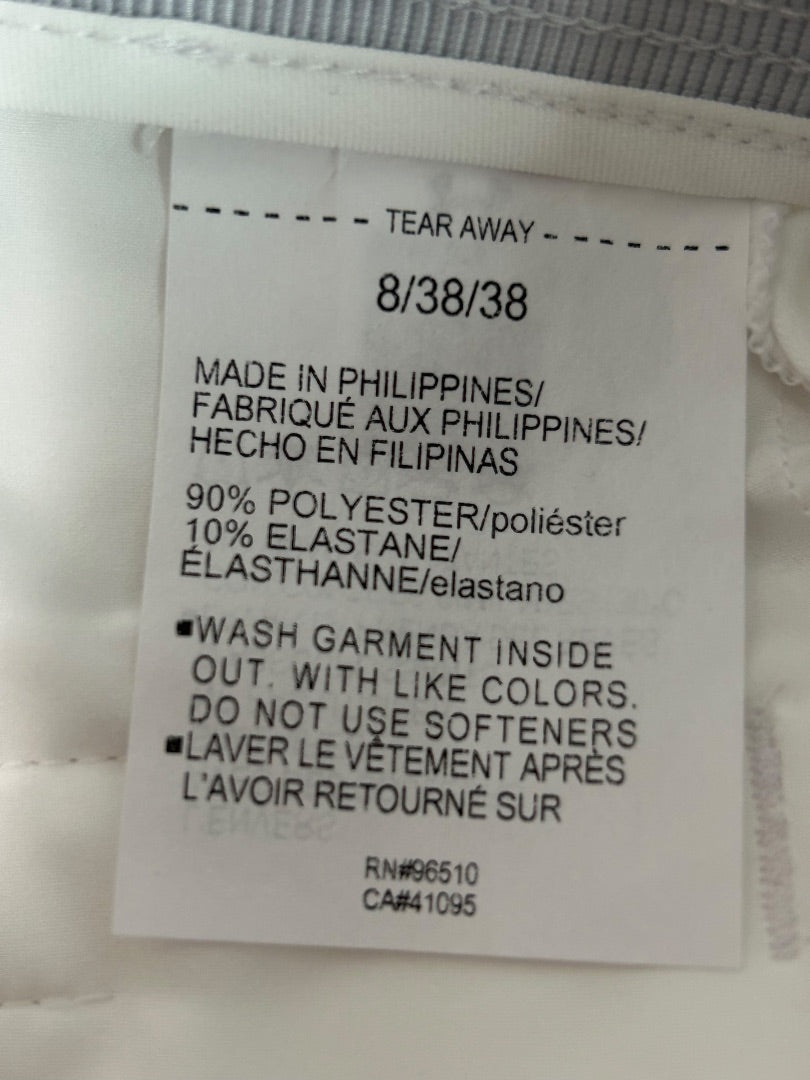 TEAR AWAY
8/38/38
MADE IN PHILIPPINES/
FABRIQUÉ AUX PHILIPPINES/
HECHO EN FILIPINAS
90% POLYESTER/poliéster
10% ELASTANE/
ÉLASTHANNE/elastano
▪WASH GARMENT INSIDE
OUT. WITH LIKE COLORS.
DO NOT USE SOFTENERS
▪LAVER LE VÊTEMENT APRÈS
L'AVOIR RETOURNÉ SUR
RN#96510
CA#41095